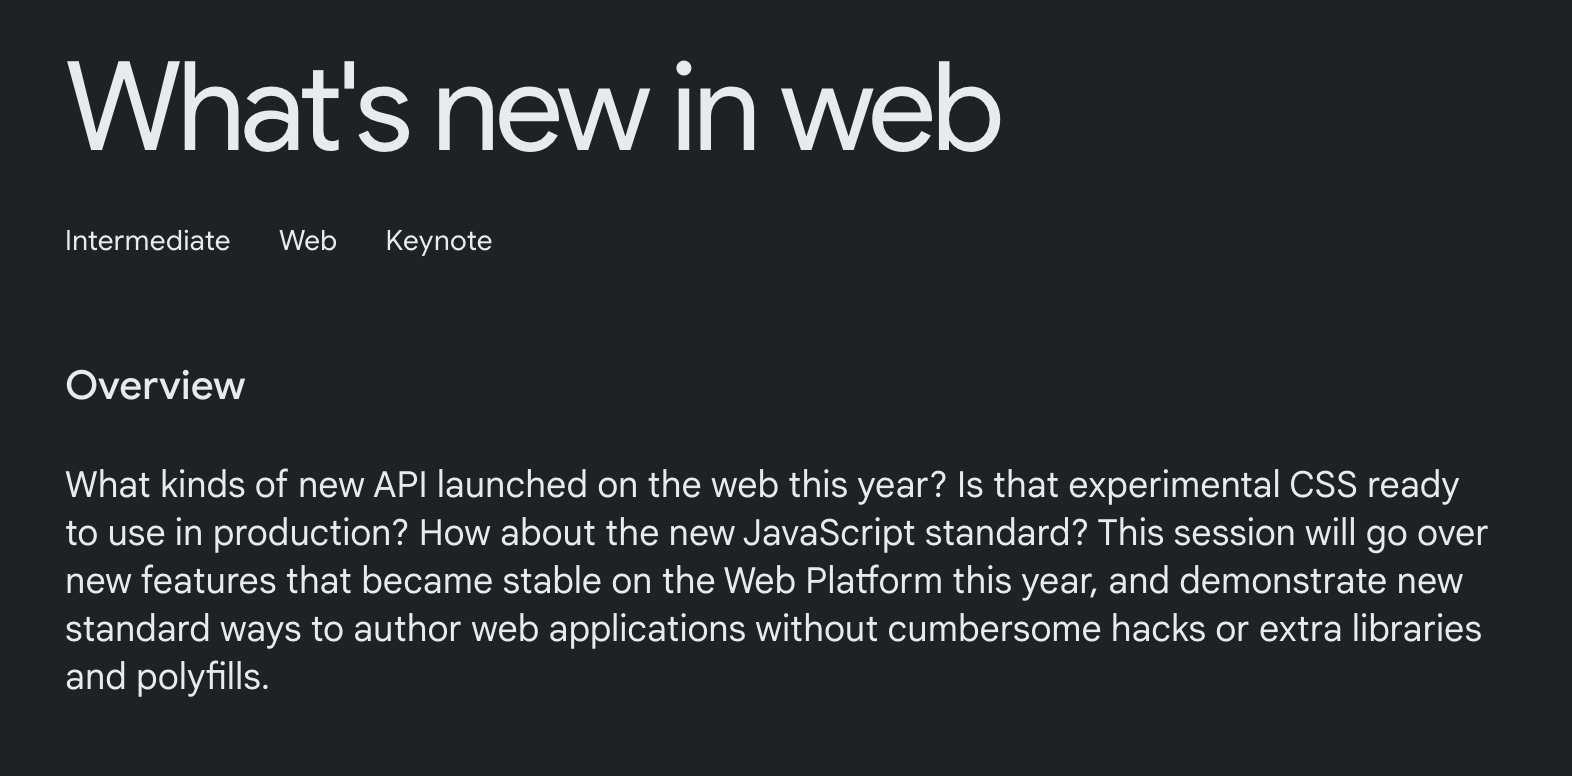 What's new in web
Intermediate Web Keynote
Overview
What kinds of new API launched on the web this year? Is that experimental CSS ready
to use in production? How about the new JavaScript standard? This session will go over
new features that became stable on the Web Platform this year, and demonstrate new
standard ways to author web applications without cumbersome hacks or extra libraries
and polyfills.